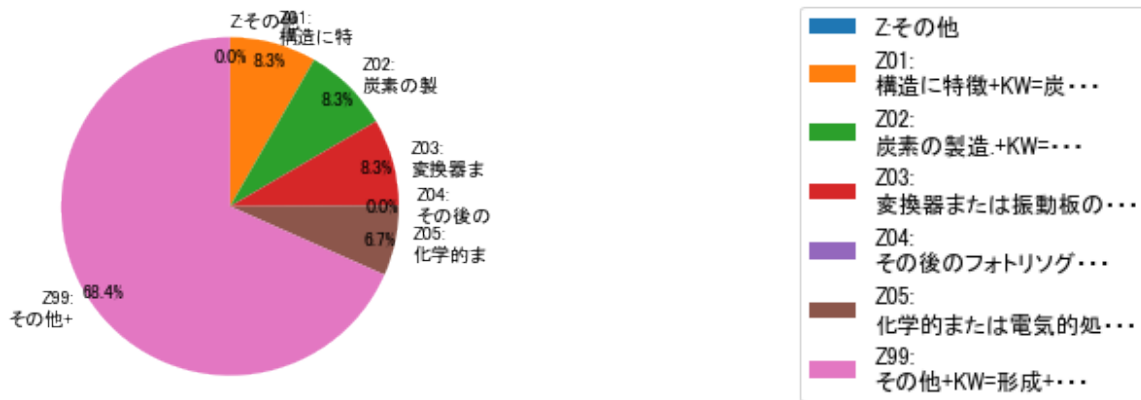 Z:その他
Z01:
構造に特
0.0%
8.3%
Z02:
炭素の製
8.3%
Z03:
変換器ま
8.3%
Z04:
その後の
0.0%
Z05:
化学的ま
6.7%
Z99:
その他+
68.4%
Z:その他
Z01:
構造に特徴+KW=炭・・・
Z02:
炭素の製造.+KW=・・・
Z03:
変換器または振動板の・・・
Z04:
その後のフォトリソグ・・・
Z05:
化学的または電気的処・・・
Z99:
その他+KW=形成+・・・